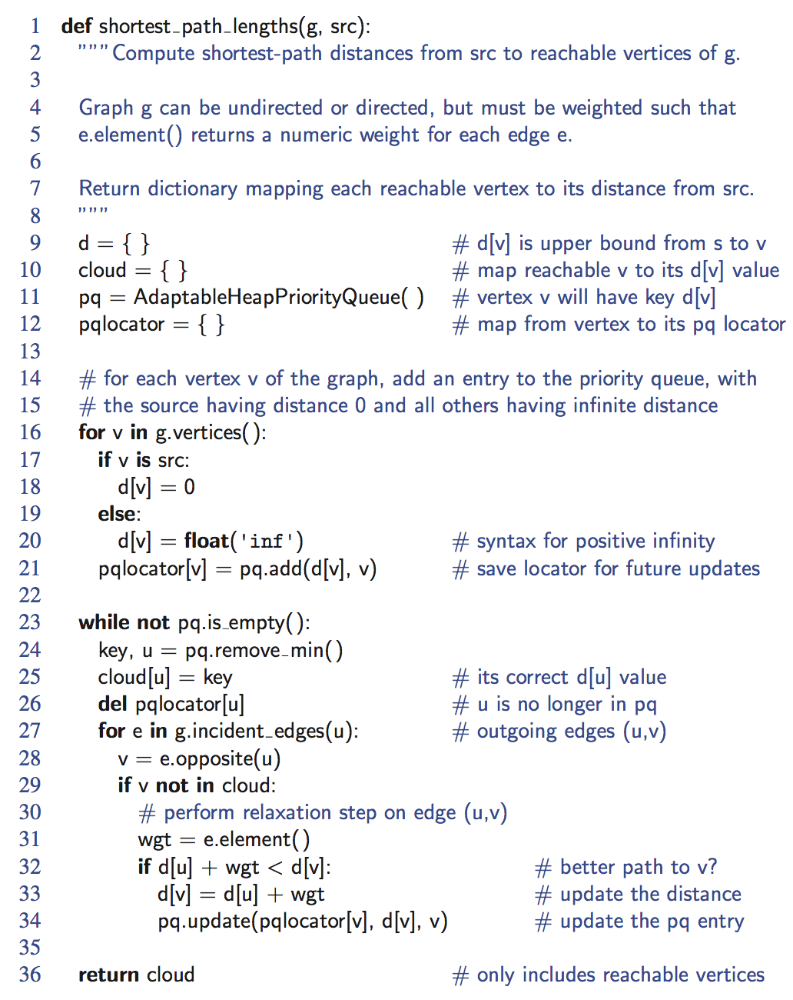 1 def shortest_path_lengths(g, src):
2 """Compute shortest-path distances from src to reachable vertices of g.
3
4 Graph g can be undirected or directed, but must be weighted such that
5 e.element() returns a numeric weight for each edge e.
6
7 Return dictionary mapping each reachable vertex to its distance from src.
8 """
9 d = { } # d[v] is upper bound from s to v
10 cloud = { } # map reachable v to its d[v] value
11 pq = AdaptableHeapPriorityQueue( ) # vertex v will have key d[v]
12 pqlocator = { } # map from vertex to its pq locator
13
14 # for each vertex v of the graph, add an entry to the priority queue, with
15 # the source having distance 0 and all others having infinite distance
16 for v in g.vertices():
17 if v is src:
18 d[v] = 0
19 else:
20 d[v] = float('inf') # syntax for positive infinity
21 pqlocator[v] = pq.add(d[v], v) # save locator for future updates
22
23 while not pq.is_empty():
24 key, u = pq.remove_min()
25 cloud[u] = key # its correct d[u] value
26 del pqlocator[u] # u is no longer in pq
27 for e in g.incident_edges(u): # outgoing edges (u,v)
28 v = e.opposite(u)
29 if v not in cloud:
30 # perform relaxation step on edge (u,v)
31 wgt = e.element()
32 if d[u] + wgt < d[v]: # better path to v?
33 d[v] = d[u] + wgt # update the distance
34 pq.update(pqlocator[v], d[v], v) # update the pq entry
35
36 return cloud # only includes reachable vertices